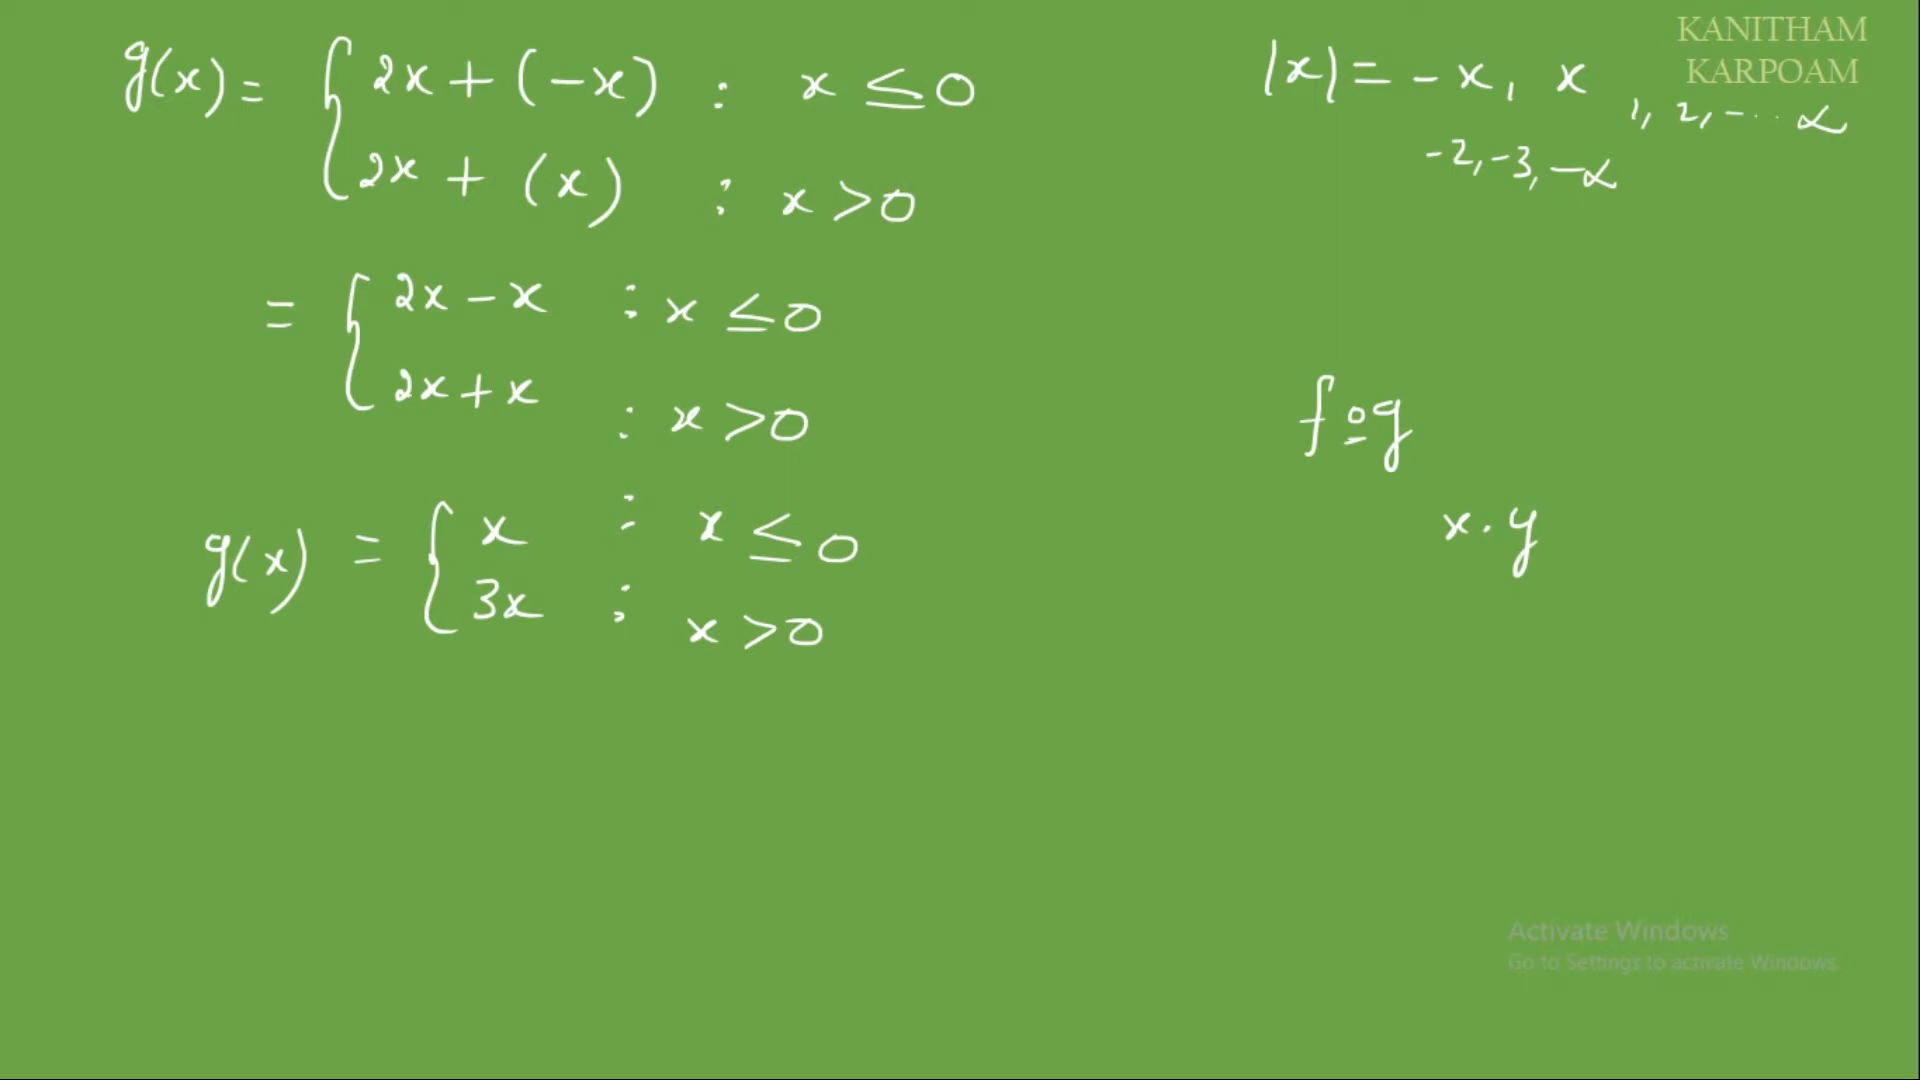 g(x) = { 2x + (-x) : x ≤ 0
2x + (x) : x > 0
= { 2x - x : x ≤ 0
2x + x : x > 0
g(x) = { x : x ≤ 0
3x : x > 0
KANITHAM
KARPOAM
|x| = -x, x
1, 2, -... α
-2, -3, -α
f o g
x . y
Activate Windows
Go to Settings to activate Windows.